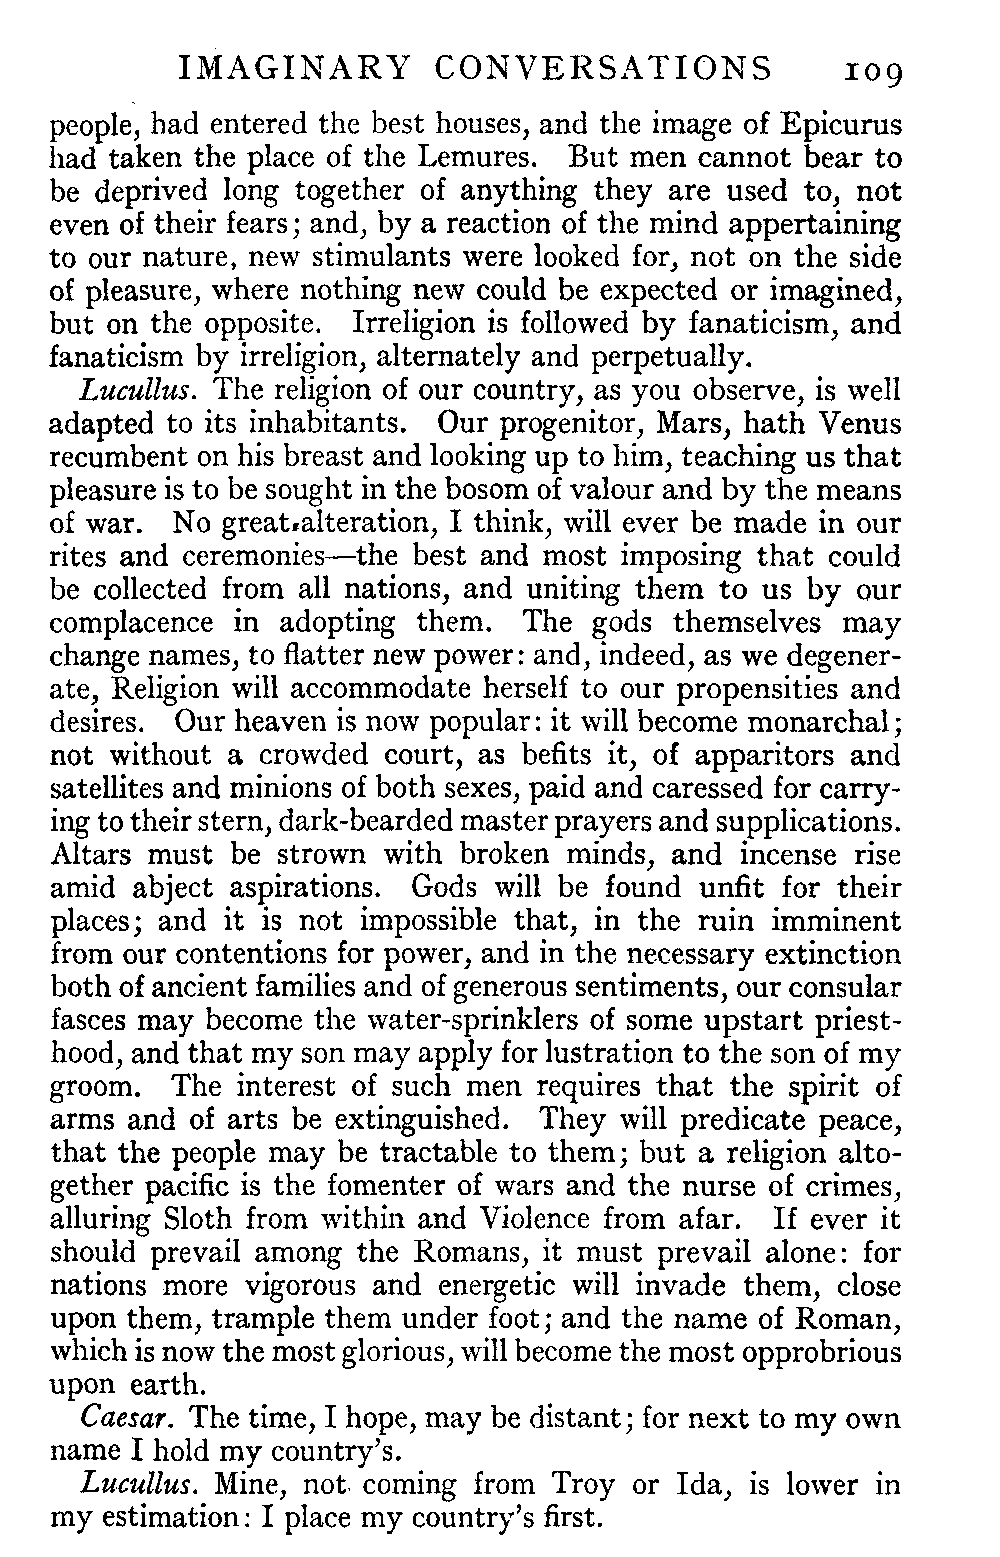 IMAGINARY CONVERSATIONS 109
people, had entered the best houses, and the image of Epicurus
had taken the place of the Lemures. But men cannot bear to
be deprived long together of anything they are used to, not
even of their fears; and, by a reaction of the mind appertaining
to our nature, new stimulants were looked for, not on the side
of pleasure, where nothing new could be expected or imagined,
but on the opposite. Irreligion is followed by fanaticism, and
fanaticism by irreligion, alternately and perpetually.
Lucullus. The religion of our country, as you observe, is well
adapted to its inhabitants. Our progenitor, Mars, hath Venus
recumbent on his breast and looking up to him, teaching us that
pleasure is to be sought in the bosom of valour and by the means
of war. No great alteration, I think, will ever be made in our
rites and ceremonies—the best and most imposing that could
be collected from all nations, and uniting them to us by our
complacence in adopting them. The gods themselves may
change names, to flatter new power: and, indeed, as we degener-
ate, Religion will accommodate herself to our propensities and
desires. Our heaven is now popular: it will become monarchal;
not without a crowded court, as befits it, of apparitors and
satellites and minions of both sexes, paid and caressed for carry-
ing to their stern, dark-bearded master prayers and supplications.
Altars must be strown with broken minds, and incense rise
amid abject aspirations. Gods will be found unfit for their
places; and it is not impossible that, in the ruin imminent
from our contentions for power, and in the necessary extinction
both of ancient families and of generous sentiments, our consular
fasces may become the water-sprinklers of some upstart priest-
hood, and that my son may apply for lustration to the son of my
groom. The interest of such men requires that the spirit of
arms and of arts be extinguished. They will predicate peace,
that the people may be tractable to them; but a religion alto-
gether pacific is the fomenter of wars and the nurse of crimes,
alluring Sloth from within and Violence from afar. If ever it
should prevail among the Romans, it must prevail alone: for
nations more vigorous and energetic will invade them, close
upon them, trample them under foot; and the name of Roman,
which is now the most glorious, will become the most opprobrious
upon earth.
Caesar. The time, I hope, may be distant; for next to my own
name I hold my country's.
Lucullus. Mine, not coming from Troy or Ida, is lower in
my estimation: I place my country's first.